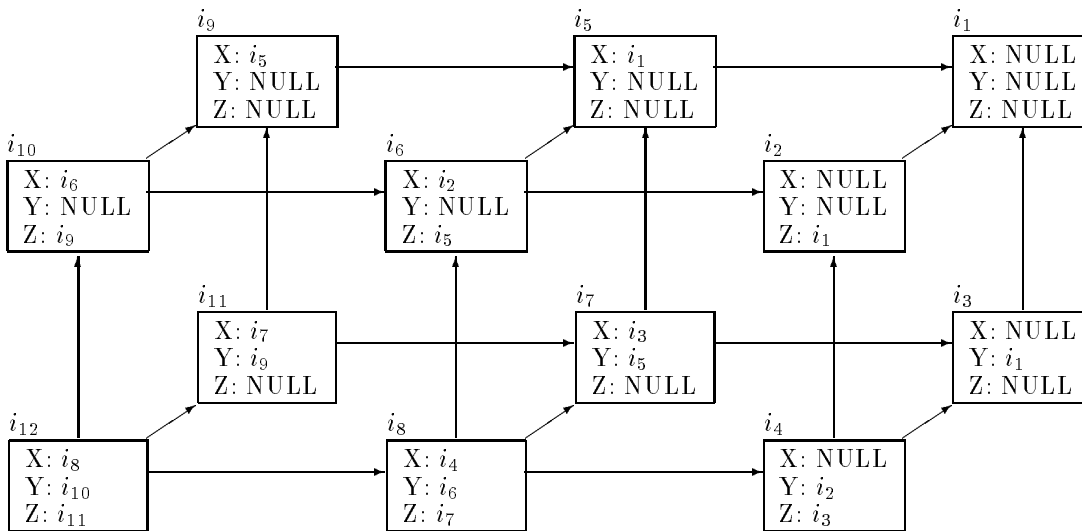 i₉
X: i₅
Y: NULL
Z: NULL
i₅
X: i₁
Y: NULL
Z: NULL
i₁
X: NULL
Y: NULL
Z: NULL
i₁₀
X: i₆
Y: NULL
Z: i₉
i₆
X: i₂
Y: NULL
Z: i₅
i₂
X: NULL
Y: NULL
Z: i₁
i₁₁
X: i₇
Y: i₉
Z: NULL
i₇
X: i₃
Y: i₅
Z: NULL
i₃
X: NULL
Y: i₁
Z: NULL
i₁₂
X: i₈
Y: i₁₀
Z: i₁₁
i₈
X: i₄
Y: i₆
Z: i₇
i₄
X: NULL
Y: i₂
Z: i₃